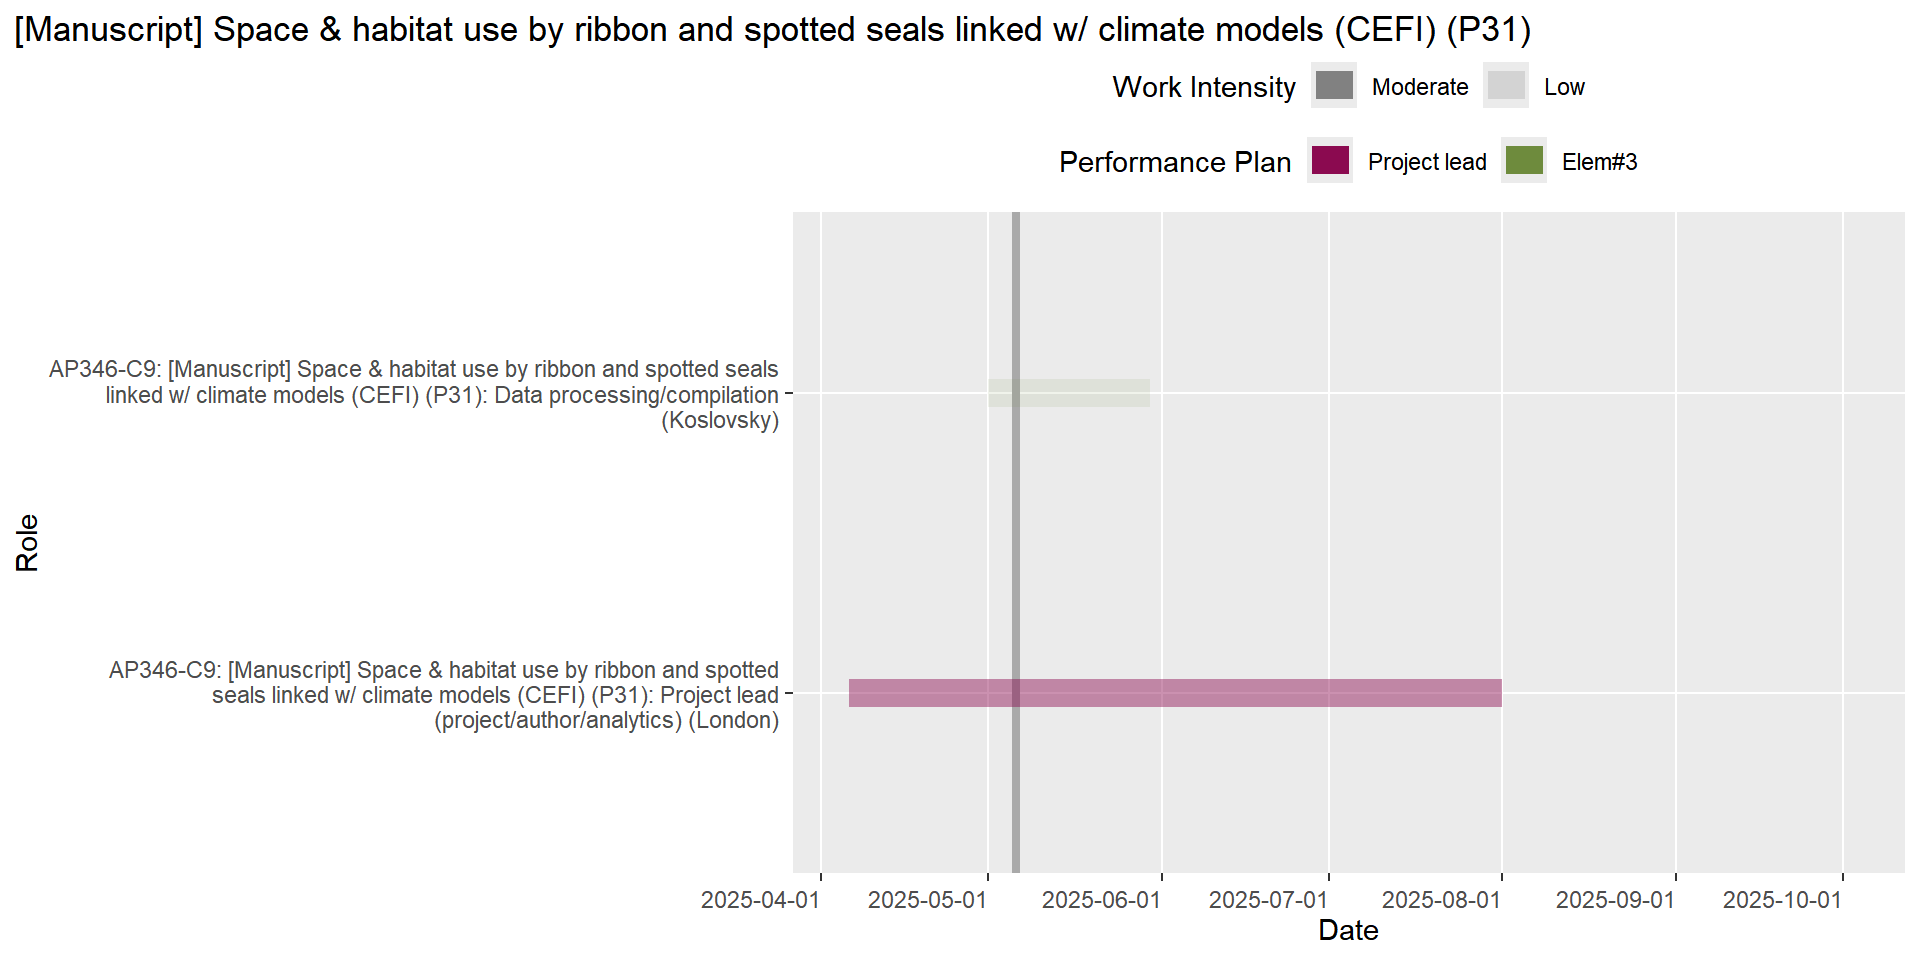 [Manuscript] Space & habitat use by ribbon and spotted seals linked w/ climate models (CEFI) (P31)
Work Intensity Moderate Low
Performance Plan Project lead Elem#3
AP346-C9: [Manuscript] Space & habitat use by ribbon and spotted seals
linked w/ climate models (CEFI) (P31): Data processing/compilation
(Koslovsky)
Role
AP346-C9: [Manuscript] Space & habitat use by ribbon and spotted
seals linked w/ climate models (CEFI) (P31): Project lead
(project/author/analytics) (London)
2025-04-01 2025-05-01 2025-06-01 2025-07-01 2025-08-01 2025-09-01 2025-10-01
Date